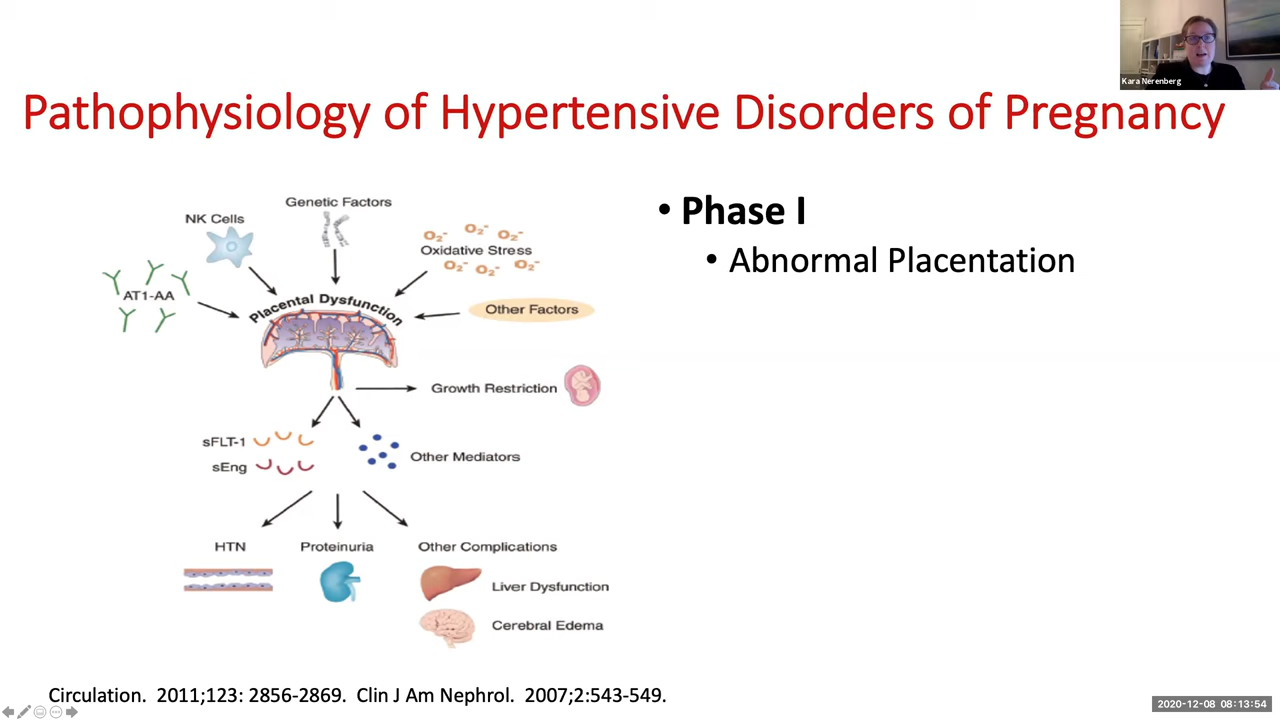 Kara Nerenberg
Pathophysiology of Hypertensive Disorders of Pregnancy
Genetic Factors
NK Cells
O2- O2- O2-
Oxidative Stress
O2- O2- O2-
AT1-AA
Placental Dysfunction
Other Factors
Growth Restriction
sFLT-1
sEng
Other Mediators
HTN
Proteinuria
Other Complications
Liver Dysfunction
Cerebral Edema
• Phase I
• Abnormal Placentation
Circulation. 2011;123: 2856-2869. Clin J Am Nephrol. 2007;2:543-549.
2020-12-08 08:13:54